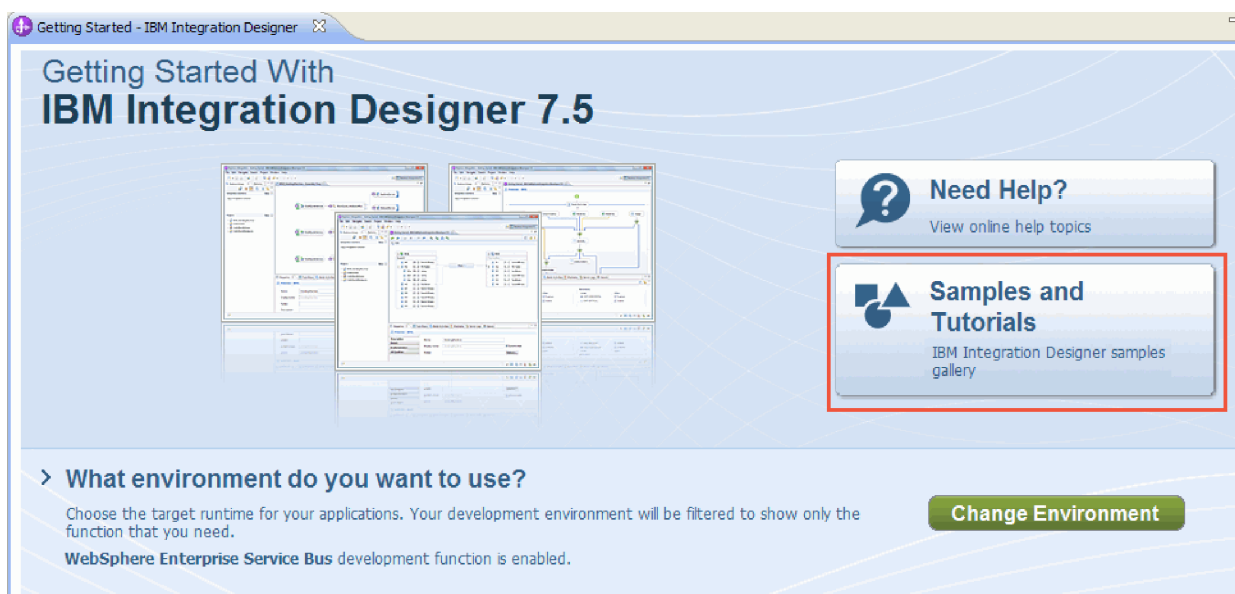 Getting Started - IBM Integration Designer
Getting Started With
IBM Integration Designer 7.5
Need Help?
View online help topics
Samples and
Tutorials
IBM Integration Designer samples
gallery
What environment do you want to use?
Choose the target runtime for your applications. Your development environment will be filtered to show only the
function that you need.
WebSphere Enterprise Service Bus development function is enabled.
Change Environment